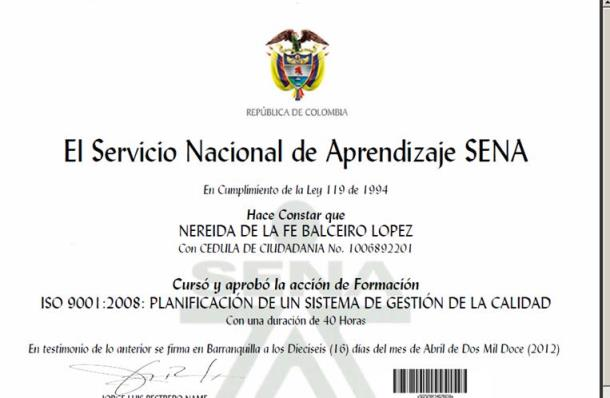 REPÚBLICA DE COLOMBIA
El Servicio Nacional de Aprendizaje SENA
En Cumplimiento de la Ley 119 de 1994
Hace Constar que
NEREIDA DE LA FE BALCEIRO LOPEZ
Con CEDULA DE CIUDADANIA No. 1006892201
SENA
Cursó y aprobó la acción de Formación
ISO 9001:2008: PLANIFICACIÓN DE UN SISTEMA DE GESTIÓN DE LA CALIDAD
Con una duración de 40 Horas
En testimonio de lo anterior se firma en Barranquilla a los Dieciseis (16) días del mes de Abril de Dos Mil Doce (2012)
JORGE LUIS